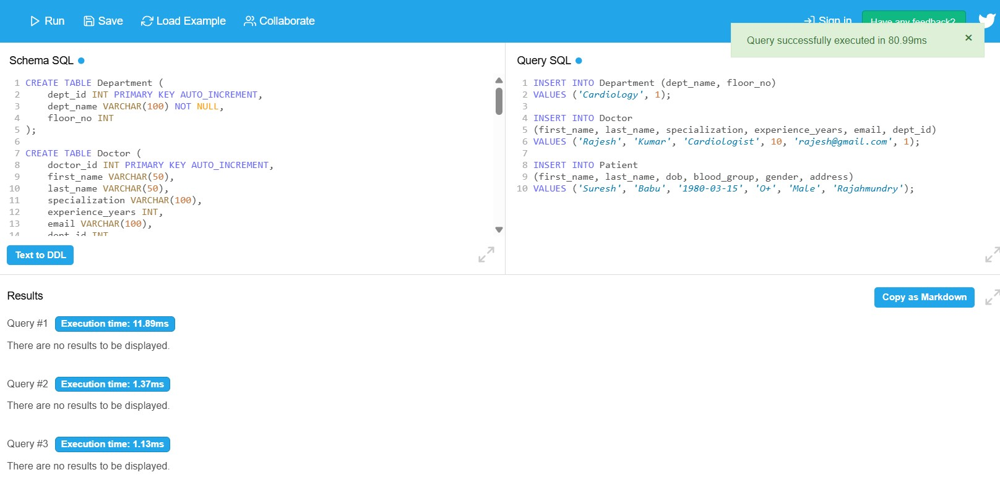 Run Save Load Example Collaborate Sign in Have any feedback?
Query successfully executed in 80.99ms ×
Schema SQL
1 CREATE TABLE Department (
2 dept_id INT PRIMARY KEY AUTO_INCREMENT,
3 dept_name VARCHAR(100) NOT NULL,
4 floor_no INT
5 );
6
7 CREATE TABLE Doctor (
8 doctor_id INT PRIMARY KEY AUTO_INCREMENT,
9 first_name VARCHAR(50),
10 last_name VARCHAR(50),
11 specialization VARCHAR(100),
12 experience_years INT,
13 email VARCHAR(100),
14 dept_id INT
Text to DDL
Query SQL
1 INSERT INTO Department (dept_name, floor_no)
2 VALUES ('Cardiology', 1);
3
4 INSERT INTO Doctor
5 (first_name, last_name, specialization, experience_years, email, dept_id)
6 VALUES ('Rajesh', 'Kumar', 'Cardiologist', 10, 'rajesh@gmail.com', 1);
7
8 INSERT INTO Patient
9 (first_name, last_name, dob, blood_group, gender, address)
10 VALUES ('Suresh', 'Babu', '1980-03-15', 'O+', 'Male', 'Rajahmundry');
Results
Copy as Markdown
Query #1 Execution time: 11.89ms
There are no results to be displayed.
Query #2 Execution time: 1.37ms
There are no results to be displayed.
Query #3 Execution time: 1.13ms
There are no results to be displayed.